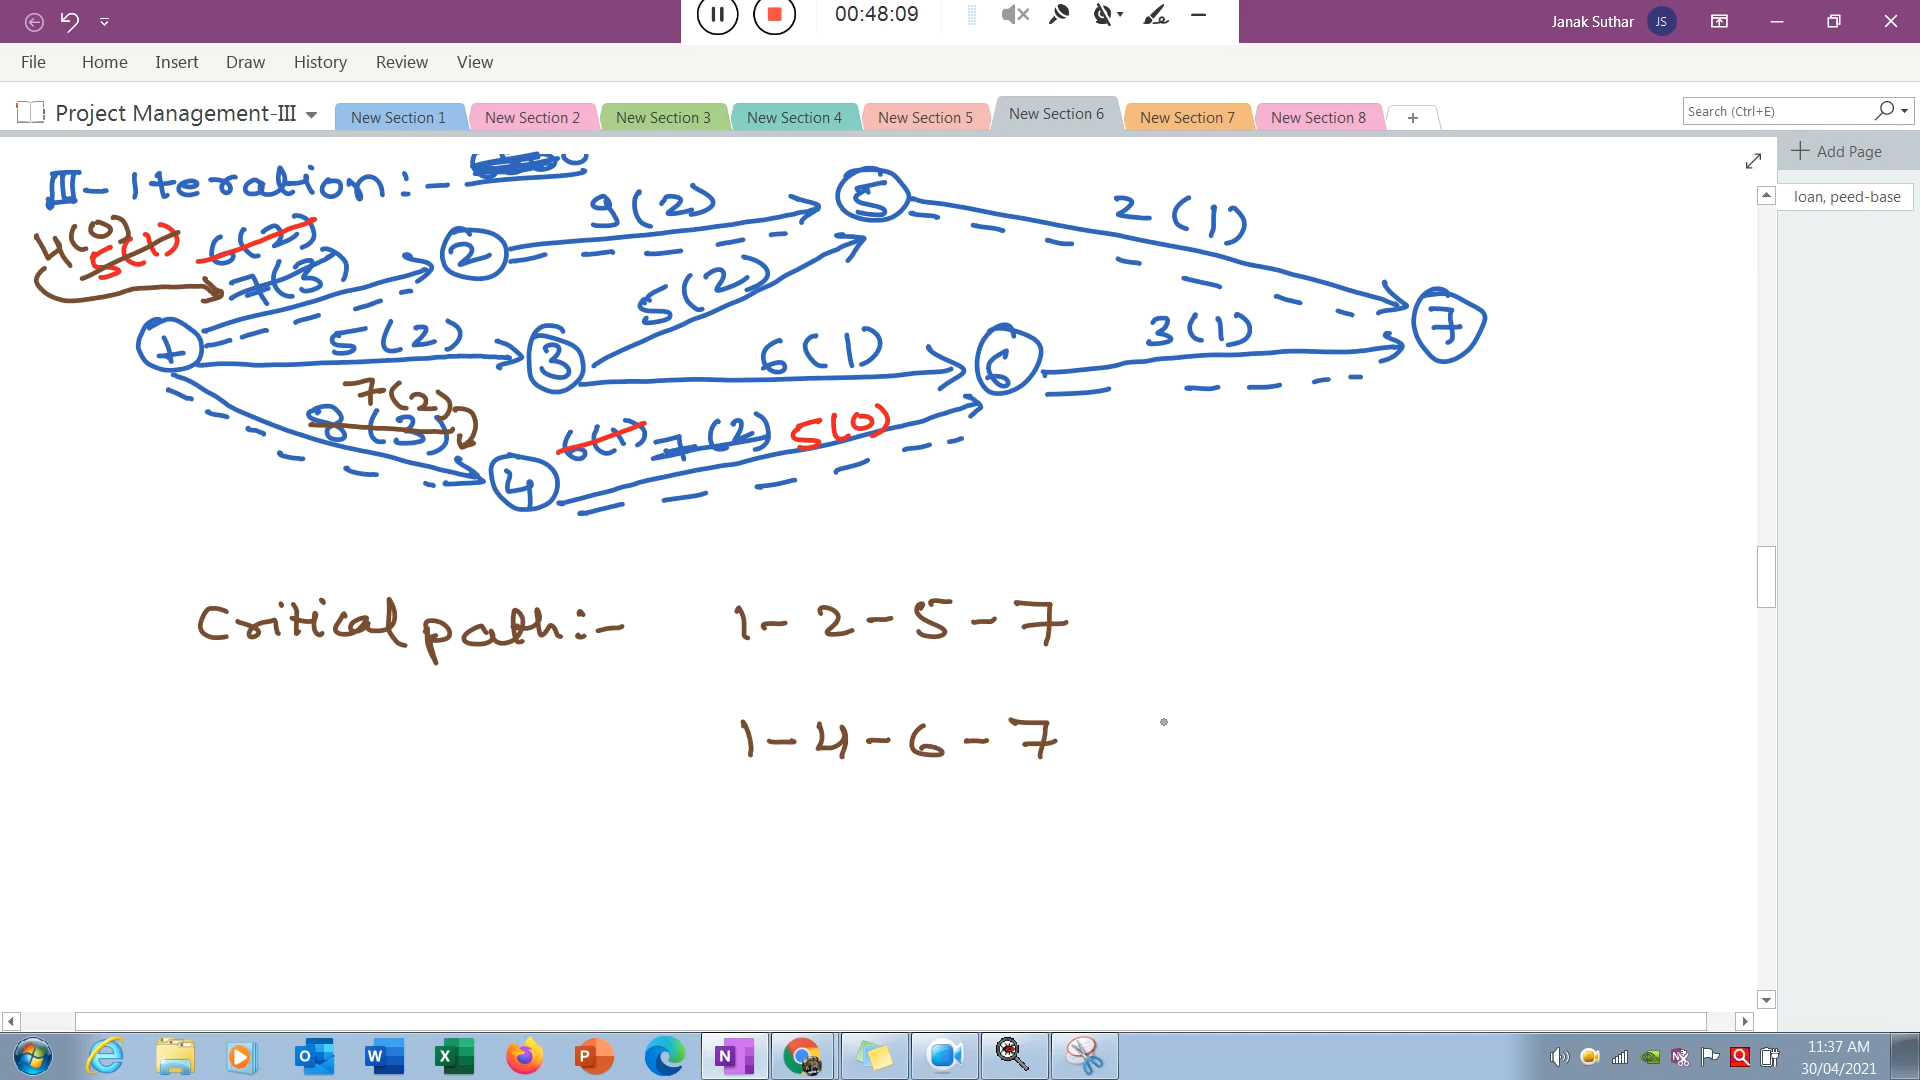 00:48:09
Janak Suthar JS
File Home Insert Draw History Review View
Project Management-III New Section 1 New Section 2 New Section 3 New Section 4 New Section 5 New Section 6 New Section 7 New Section 8 + Search (Ctrl+E)
Add Page
loan, peed-base
III- Iteration:-
4(0) 5(1) 6(2) 7(3)
9(2)
2(1)
5(2)
5(2)
6(1)
3(1)
7(2)
8(3)
6(1) 7(2) 5(0)
1 2 3 4 5 6 7
Critical path:- 1-2-5-7
1-4-6-7
11:37 AM
30/04/2021